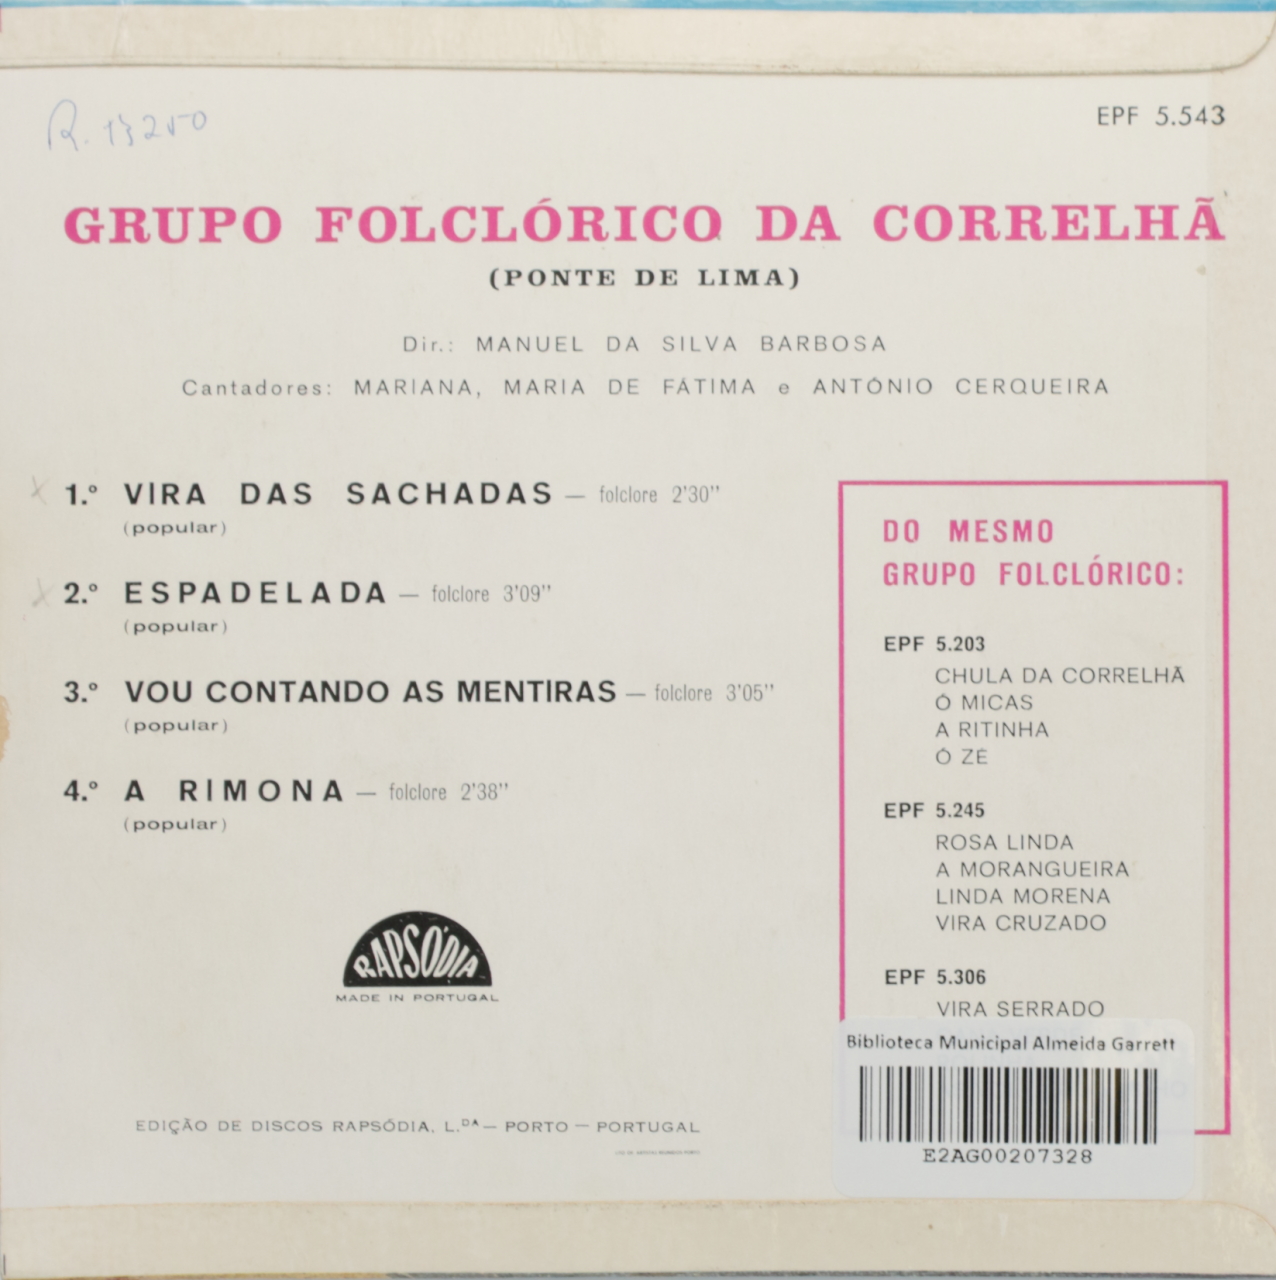 R. 13250
EPF 5.543
GRUPO FOLCLÓRICO DA CORRELHÃ
(PONTE DE LIMA)
Dir.: MANUEL DA SILVA BARBOSA
Cantadores: MARIANA, MARIA DE FÁTIMA e ANTÓNIO CERQUEIRA
1.º VIRA DAS SACHADAS — folclore 2'30''
(popular)
2.º ESPADELADA — folclore 3'09''
(popular)
3.º VOU CONTANDO AS MENTIRAS — folclore 3'05''
(popular)
4.º A RIMONA — folclore 2'38''
(popular)
RAPSÓDIA
MADE IN PORTUGAL
EDIÇÃO DE DISCOS RAPSÓDIA, L.DA — PORTO — PORTUGAL
DO MESMO
GRUPO FOLCLÓRICO:
EPF 5.203
CHULA DA CORRELHÃ
Ó MICAS
A RITINHA
Ó ZÉ
EPF 5.245
ROSA LINDA
A MORANGUEIRA
LINDA MORENA
VIRA CRUZADO
EPF 5.306
VIRA SERRADO
Biblioteca Municipal Almeida Garrett
E2AG00207328